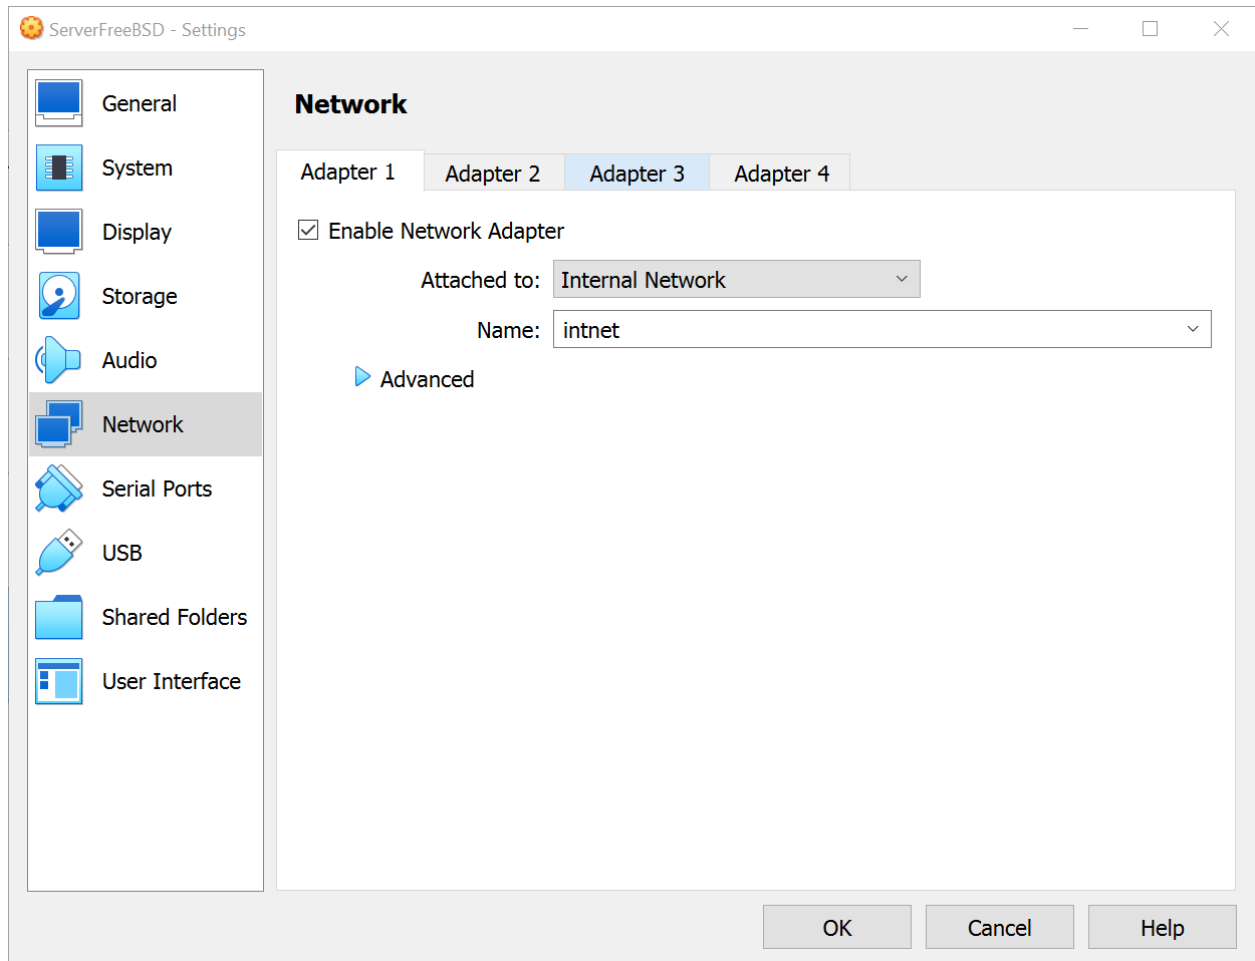 ServerFreeBSD - Settings
General
System
Display
Storage
Audio
Network
Serial Ports
USB
Shared Folders
User Interface
Network
Adapter 1 Adapter 2 Adapter 3 Adapter 4
Enable Network Adapter
Attached to: Internal Network
Name: intnet
Advanced
OK Cancel Help